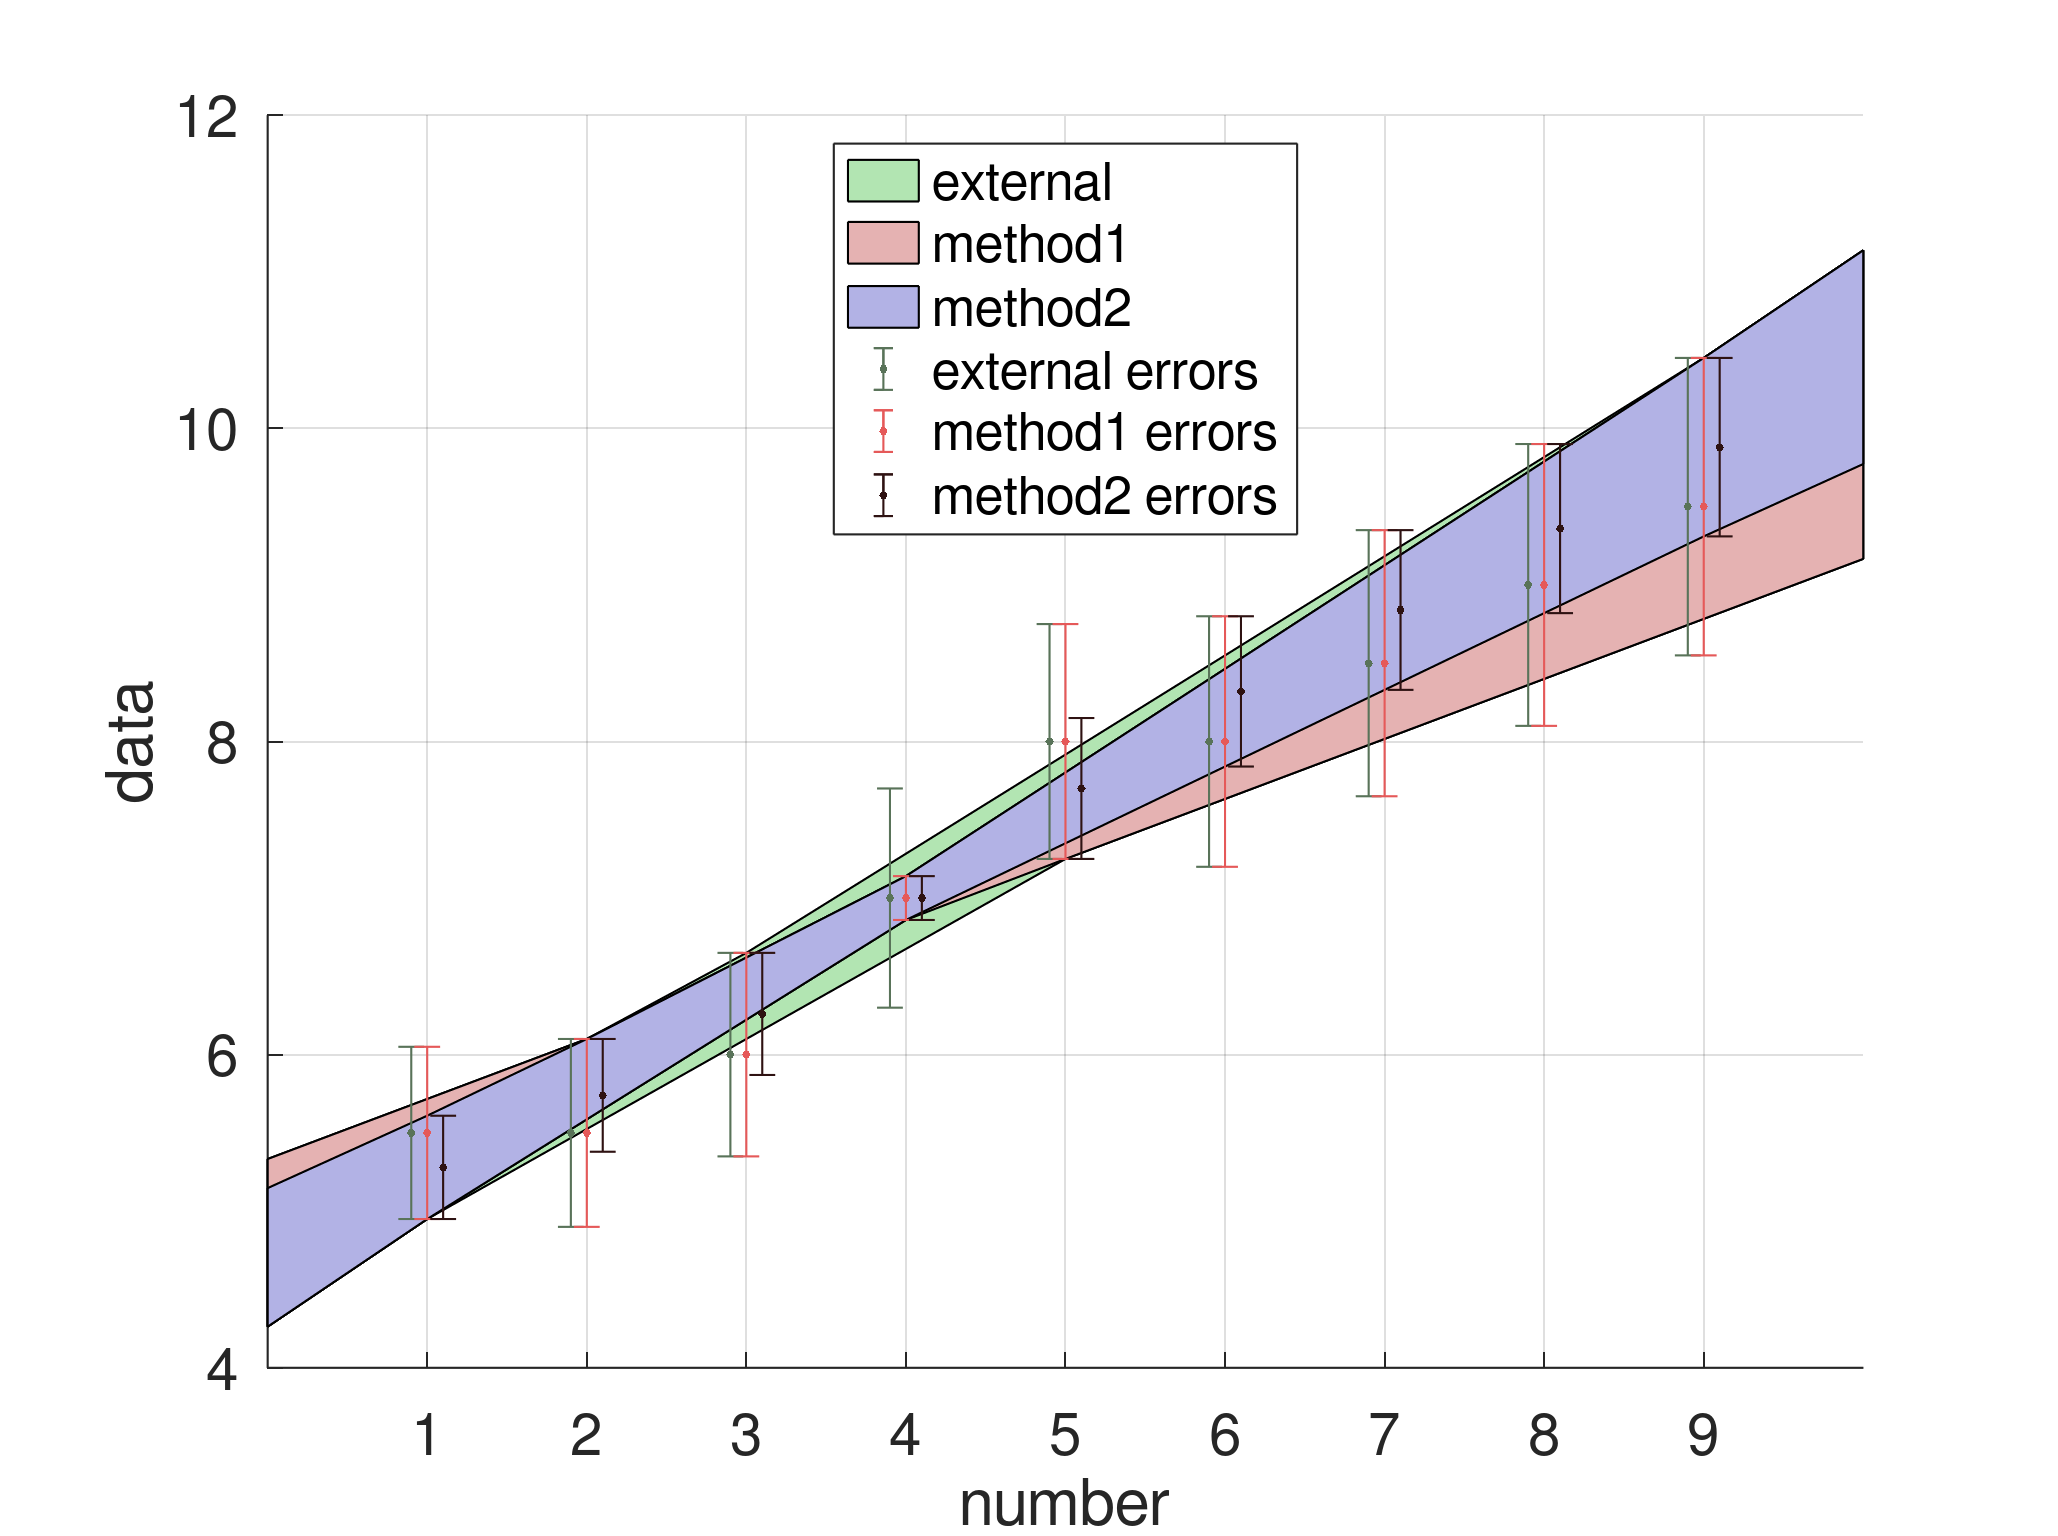 12
10
8
6
4
data
external
method1
method2
external errors
method1 errors
method2 errors
1 2 3 4 5 6 7 8 9
number